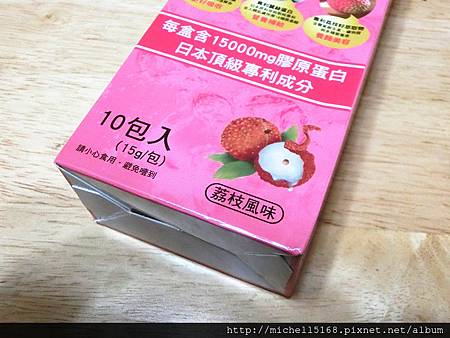 每盒含15000mg膠原蛋白
日本頂級專利成分
10包入
(15g/包)
請小心食用，避免嗆到
荔枝風味
http://michell5168.pixnet.net/album